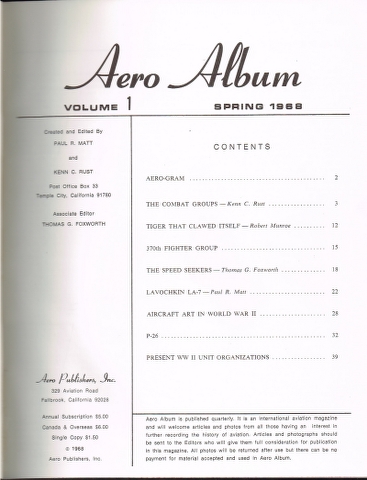 Aero Album
VOLUME 1 SPRING 1968
Created and Edited By
PAUL R. MATT
and
KENN C. RUST
Post Office Box 33
Temple City, California 91780
Associate Editor
THOMAS G. FOXWORTH
Aero Publishers, Inc.
329 Aviation Road
Fallbrook, California 92028
Annual Subscription $5.00
Canada & Overseas $6.00
Single Copy $1.50
© 1968
Aero Publishers, Inc.
CONTENTS
AERO-GRAM 2
THE COMBAT GROUPS — Kenn C. Rust 3
TIGER THAT CLAWED ITSELF — Robert Munroe 12
370th FIGHTER GROUP 15
THE SPEED SEEKERS — Thomas G. Foxworth 18
LAVOCHKIN LA-7 — Paul R. Matt 22
AIRCRAFT ART IN WORLD WAR II 28
P-26 32
PRESENT WW II UNIT ORGANIZATIONS 39
Aero Album is published quarterly. It is an international aviation magazine
and will welcome articles and photos from all those having an interest in
further recording the history of aviation. Articles and photographs should
be sent to the Editors who will give them full consideration for publication
in this magazine. All photos will be returned after use but there can be no
payment for material accepted and used in Aero Album.